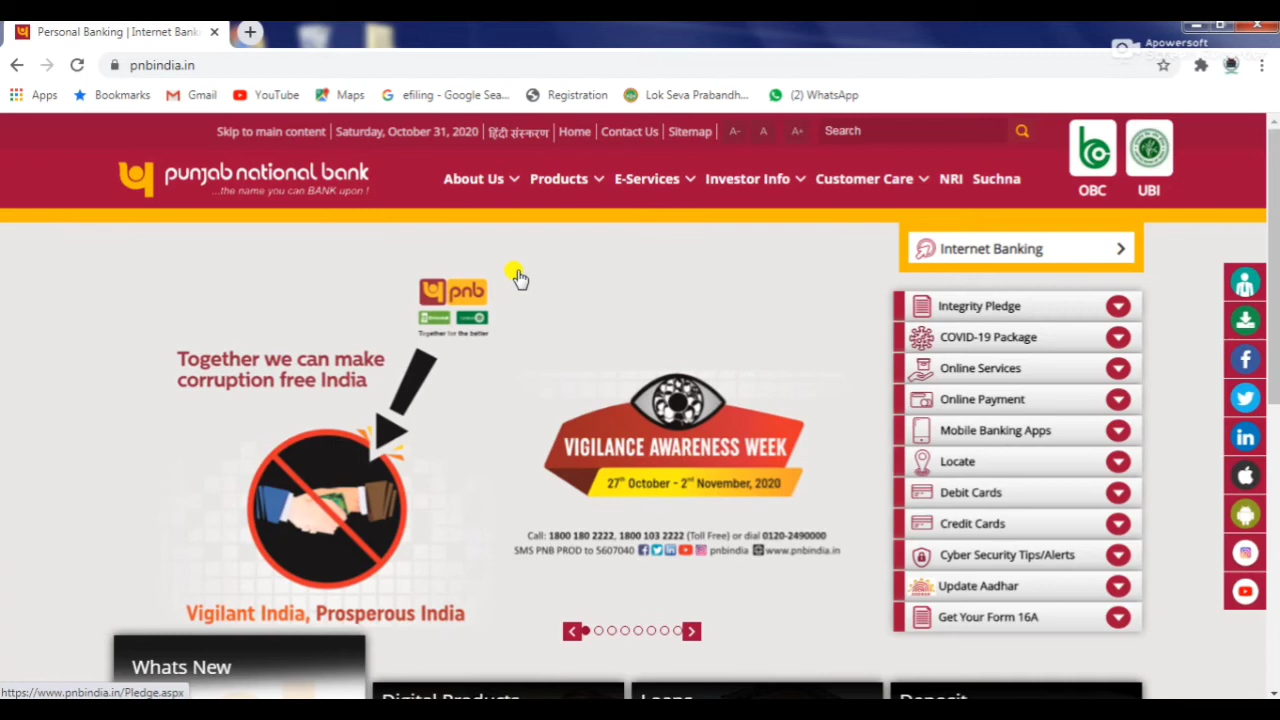 Personal Banking | Internet Bank
Apowersoft
pnbindia.in
Apps
Bookmarks
Gmail
YouTube
Maps
efiling - Google Sea...
Registration
Lok Seva Prabandh...
(2) WhatsApp
Skip to main content
Saturday, October 31, 2020
हिंदी संस्करण
Home
Contact Us
Sitemap
A-
A
A+
Search
punjab national bank
...the name you can BANK upon !
About Us
Products
E-Services
Investor Info
Customer Care
NRI
Suchna
OBC
UBI
Internet Banking
pnb
Together for the better
Together we can make
corruption free India
VIGILANCE AWARENESS WEEK
27th October - 2nd November, 2020
Call: 1800 180 2222, 1800 103 2222 (Toll Free) or dial 0120-2490000
SMS PNB PROD to 5607040 pnbindia www.pnbindia.in
Vigilant India, Prosperous India
Integrity Pledge
COVID-19 Package
Online Services
Online Payment
Mobile Banking Apps
Locate
Debit Cards
Credit Cards
Cyber Security Tips/Alerts
Update Aadhar
Get Your Form 16A
Whats New
Digital Products
Loans
Deposit
https://www.pnbindia.in/Pledge.aspx